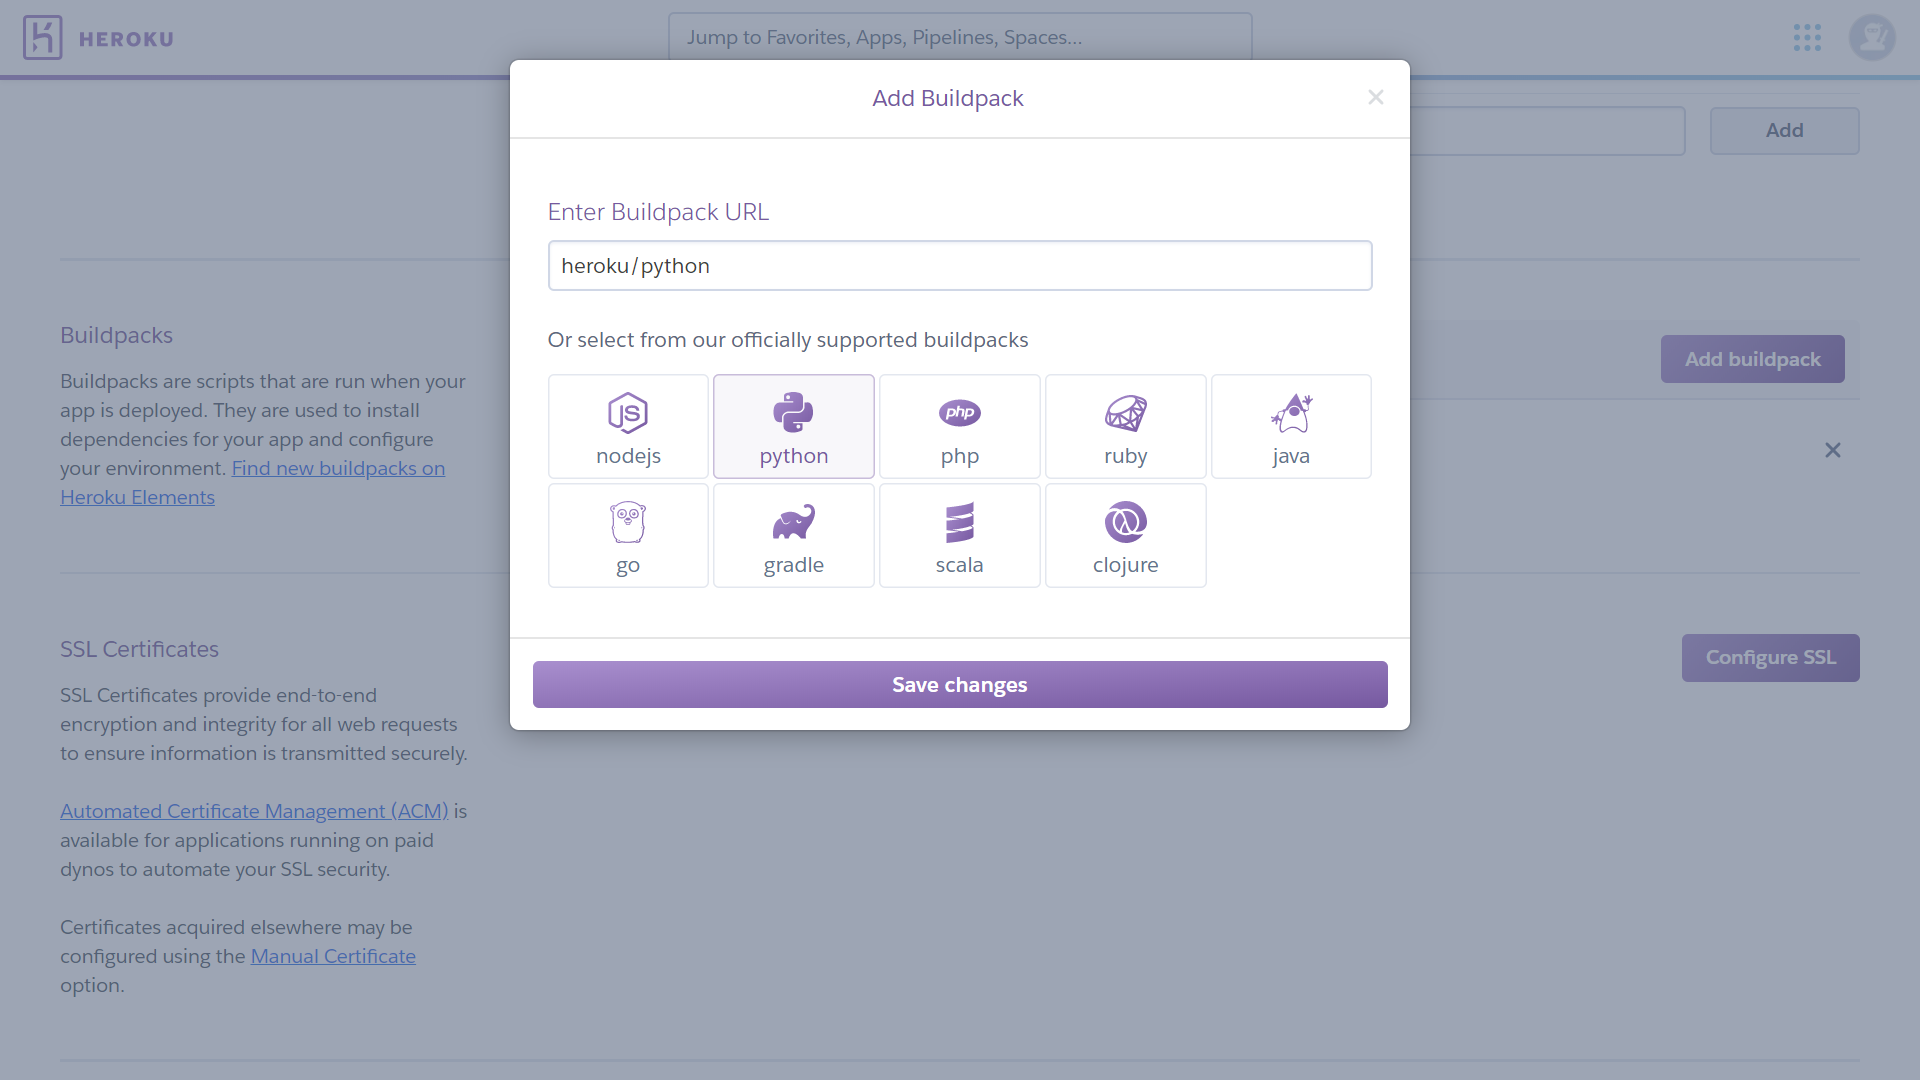 HEROKU
Jump to Favorites, Apps, Pipelines, Spaces...
Add Buildpack
Add
Enter Buildpack URL
heroku/python
Or select from our officially supported buildpacks
JS
nodejs
python
php
php
ruby
java
go
gradle
scala
clojure
Save changes
Buildpacks
Buildpacks are scripts that are run when your
app is deployed. They are used to install
dependencies for your app and configure
your environment. Find new buildpacks on
Heroku Elements
Add buildpack
SSL Certificates
SSL Certificates provide end-to-end
encryption and integrity for all web requests
to ensure information is transmitted securely.
Automated Certificate Management (ACM) is
available for applications running on paid
dynos to automate your SSL security.
Certificates acquired elsewhere may be
configured using the Manual Certificate
option.
Configure SSL